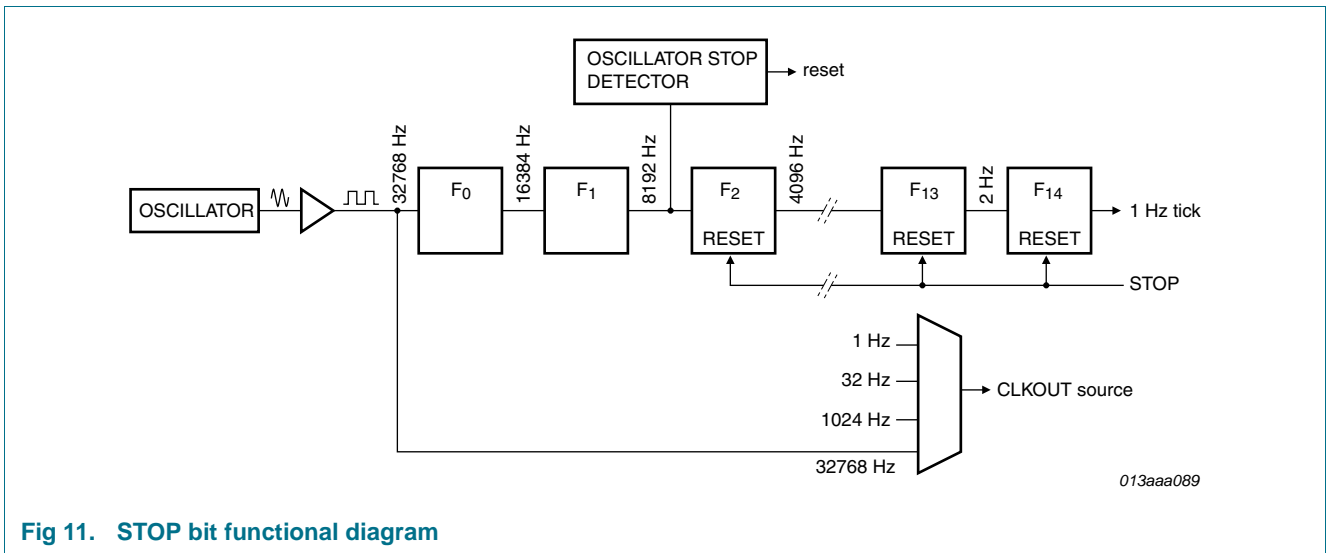 OSCILLATOR STOP
DETECTOR
reset
32768 Hz
16384 Hz
8192 Hz
4096 Hz
2 Hz
OSCILLATOR
F0
F1
F2
RESET
F13
RESET
F14
RESET
1 Hz tick
STOP
1 Hz
32 Hz
1024 Hz
32768 Hz
CLKOUT source
013aaa089
Fig 11. STOP bit functional diagram